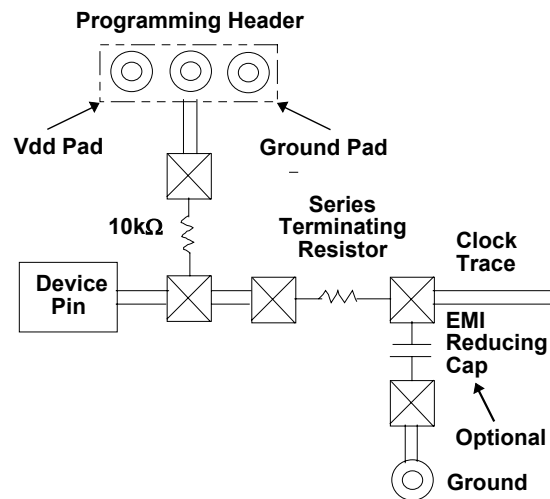 Programming Header
Vdd Pad
Ground Pad
10kΩ
Series
Terminating
Resistor
Clock
Trace
Device
Pin
EMI
Reducing
Cap
Optional
Ground